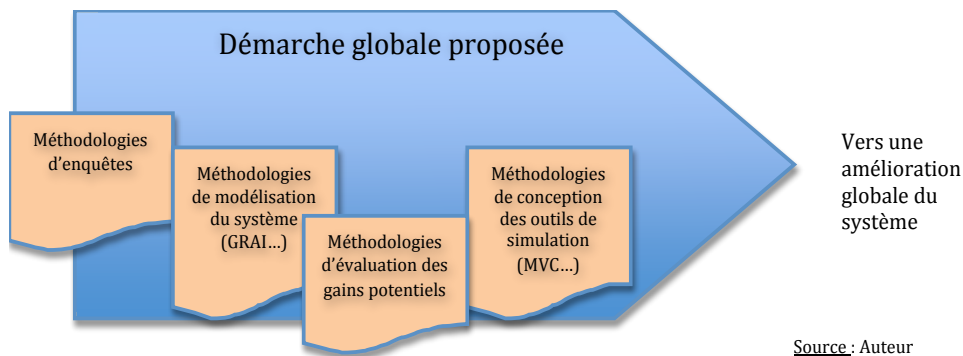 Démarche globale proposée
Méthodologies
d’enquêtes
Méthodologies
de modélisation
du système
(GRAI…)
Méthodologies
d’évaluation des
gains potentiels
Méthodologies
de conception
des outils de
simulation
(MVC…)
Vers une
amélioration
globale du
système
Source : Auteur